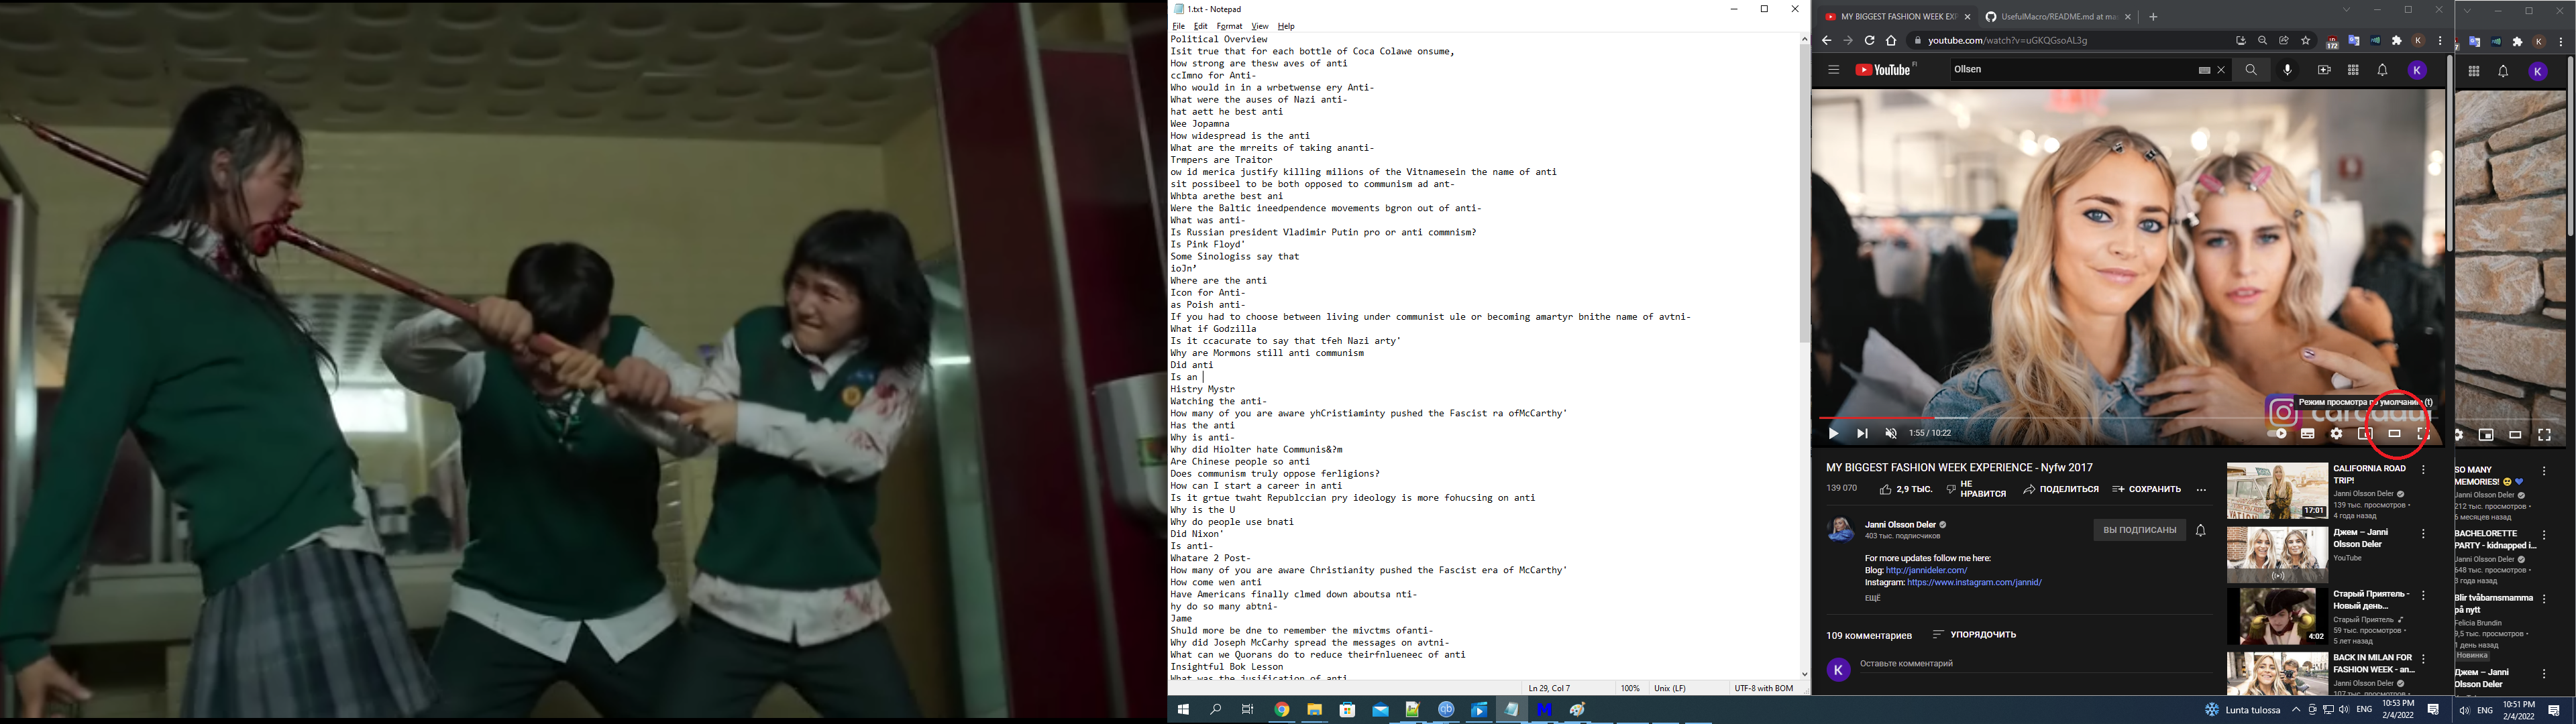 1.txt - Notepad
File Edit Format View Help
Political Overview
Isit true that for each bottle of Coca Colawe onsume,
How strong are thesw aves of anti
ccImno for Anti-
Who would in in a wrbetwense ery Anti-
What were the auses of Nazi anti-
hat aett he best anti
Wee Jopamna
How widespread is the anti
What are the mrreits of taking ananti-
Trmpers are Traitor
ow id merica justify killing milions of the Vitnamesein the name of anti
sit possibeel to be both opposed to communism ad ant-
Whbta arethe best ani
Were the Baltic ineedpendence movements bgron out of anti-
What was anti-
Is Russian president Vladimir Putin pro or anti commnism?
Is Pink Floyd'
Some Sinologiss say that
ioJn’
Where are the anti
Icon for Anti-
as Poish anti-
If you had to choose between living under communist ule or becoming amartyr bnithe name of avtni-
What if Godzilla
Is it ccacurate to say that tfeh Nazi arty'
Why are Mormons still anti communism
Did anti
Is an
Histry Mystr
Watching the anti-
How many of you are aware yhCristiaminty pushed the Fascist ra ofMcCarthy'
Has the anti
Why is anti-
Why did Hiolter hate Communis&?m
Are Chinese people so anti
Does communism truly oppose ferligions?
How can I start a career in anti
Is it grtue twaht Republccian pry ideology is more fohucsing on anti
Why is the U
Why do people use bnati
Did Nixon'
Is anti-
Whatare 2 Post-
How many of you are aware Christianity pushed the Fascist era of McCarthy'
How come wen anti
Have Americans finally clmed down aboutsa nti-
hy do so many abtni-
Jame
Shuld more be dne to remember the mivctms ofanti-
Why did Joseph McCarhy spread the messages on avtni-
What can we Quorans do to reduce theirfnlueneec of anti
Insightful Bok Lesson
What was the jusification of anti
Ln 29, Col 7 100% Unix (LF) UTF-8 with BOM
MY BIGGEST FASHION WEEK EXP
UsefulMacro/README.md at ma
youtube.com/watch?v=uGKQGsoAL3g
172
K
YouTube FI
Ollsen
K
Режим просмотра по умолчанию (t)
1:55 / 10:22
MY BIGGEST FASHION WEEK EXPERIENCE - Nyfw 2017
139 070
2,9 ТЫС.
НЕ НРАВИТСЯ
ПОДЕЛИТЬСЯ
СОХРАНИТЬ
Janni Olsson Deler
403 тыс. подписчиков
ВЫ ПОДПИСАНЫ
For more updates follow me here:
Blog: http://jannideler.com/
Instagram: https://www.instagram.com/jannid/
ЕЩЁ
109 комментариев
УПОРЯДОЧИТЬ
K
Оставьте комментарий
CALIFORNIA ROAD
TRIP!
Janni Olsson Deler
139 тыс. просмотров •
4 года назад
17:01
Джем – Janni
Olsson Deler
YouTube
Старый Приятель -
Новый день...
Старый Приятель
59 тыс. просмотров •
5 лет назад
4:02
BACK IN MILAN FOR
FASHION WEEK - an...
Janni Olsson Deler
107 тыс. просмотров •
K
K
SO MANY
MEMORIES!
Janni Olsson Deler
212 тыс. просмотров •
6 месяцев назад
BACHELORETTE
PARTY - kidnapped i...
Janni Olsson Deler
648 тыс. просмотров •
3 года назад
Blir tvåbarnsmamma
på nytt
Felicia Brundin
9,5 тыс. просмотров •
1 день назад
Новинка
Джем – Janni
Olsson Deler
qb
M
Lunta tulossa
ENG
10:53 PM
2/4/2022
ENG
10:51 PM
2/4/2022